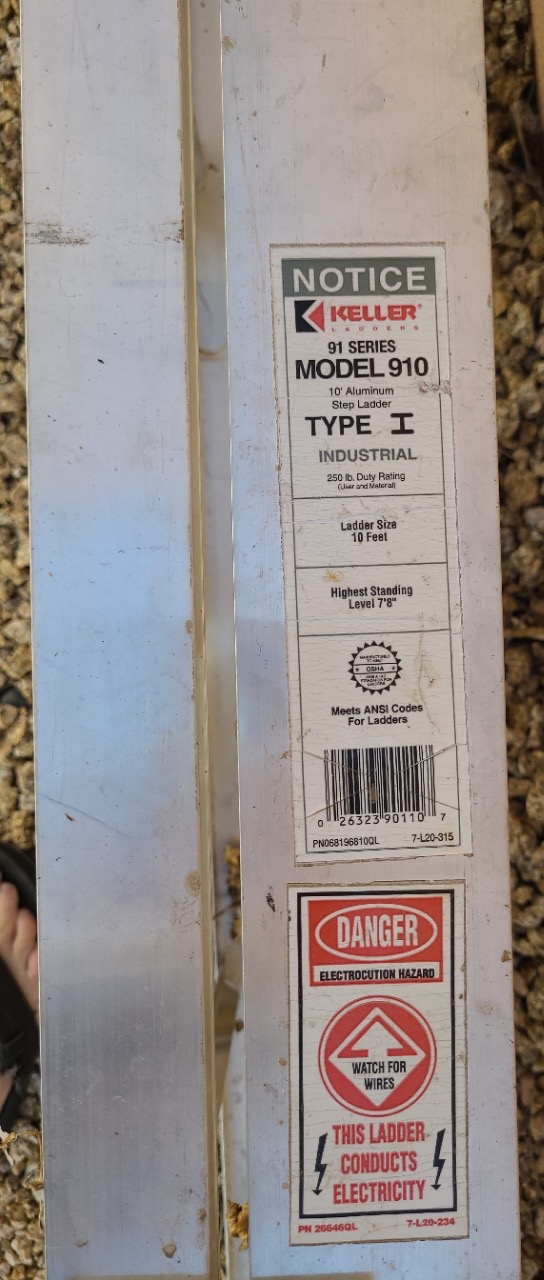 NOTICE
KELLER®
LADDERS
91 SERIES
MODEL 910
10' Aluminum
Step Ladder
TYPE I
INDUSTRIAL
250 lb. Duty Rating
(User and Material)
Ladder Size
10 Feet
Highest Standing
Level 7'8"
OSHA
Meets ANSI Codes
For Ladders
0 26323 90110 7
PN068196810QL 7-L20-315
DANGER
ELECTROCUTION HAZARD
WATCH FOR
WIRES
THIS LADDER
CONDUCTS
ELECTRICITY
PN 26646QL 7-L20-234